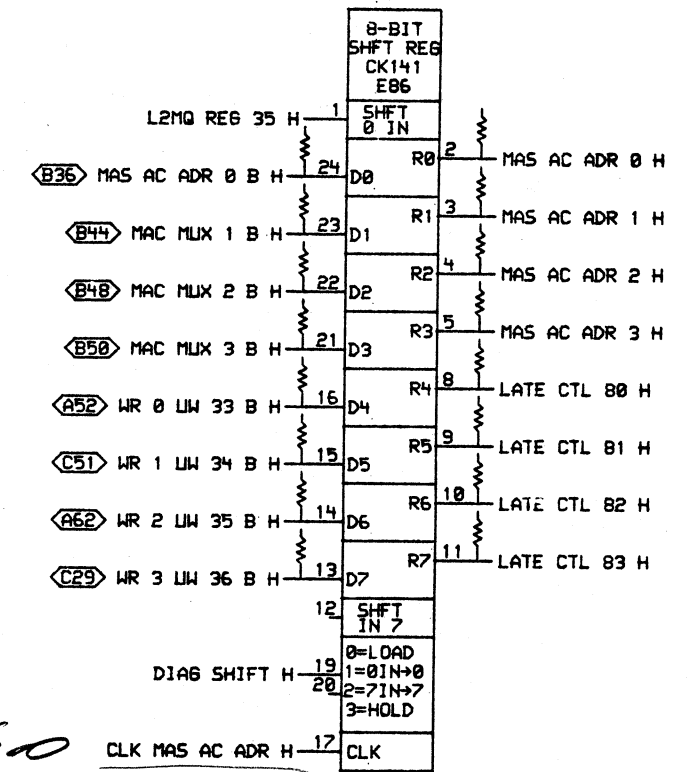 8-BIT
SHFT REG
CK141
E86
L2MQ REG 35 H 1 SHFT
0 IN
R0 2 MAS AC ADR 0 H
B36 MAS AC ADR 0 B H 24 D0
R1 3 MAS AC ADR 1 H
B44 MAC MUX 1 B H 23 D1
R2 4 MAS AC ADR 2 H
B48 MAC MUX 2 B H 22 D2
R3 5 MAS AC ADR 3 H
B50 MAC MUX 3 B H 21 D3
R4 8 LATE CTL 80 H
A52 WR 0 UW 33 B H 16 D4
R5 9 LATE CTL 81 H
C51 WR 1 UW 34 B H 15 D5
R6 10 LATE CTL 82 H
A62 WR 2 UW 35 B H 14 D6
R7 11 LATE CTL 83 H
C29 WR 3 UW 36 B H 13 D7
12 SHFT
IN 7
0=LOAD
DIAG SHIFT H 19 1=0IN→0
20 2=7IN→7
3=HOLD
CLK MAS AC ADR H 17 CLK